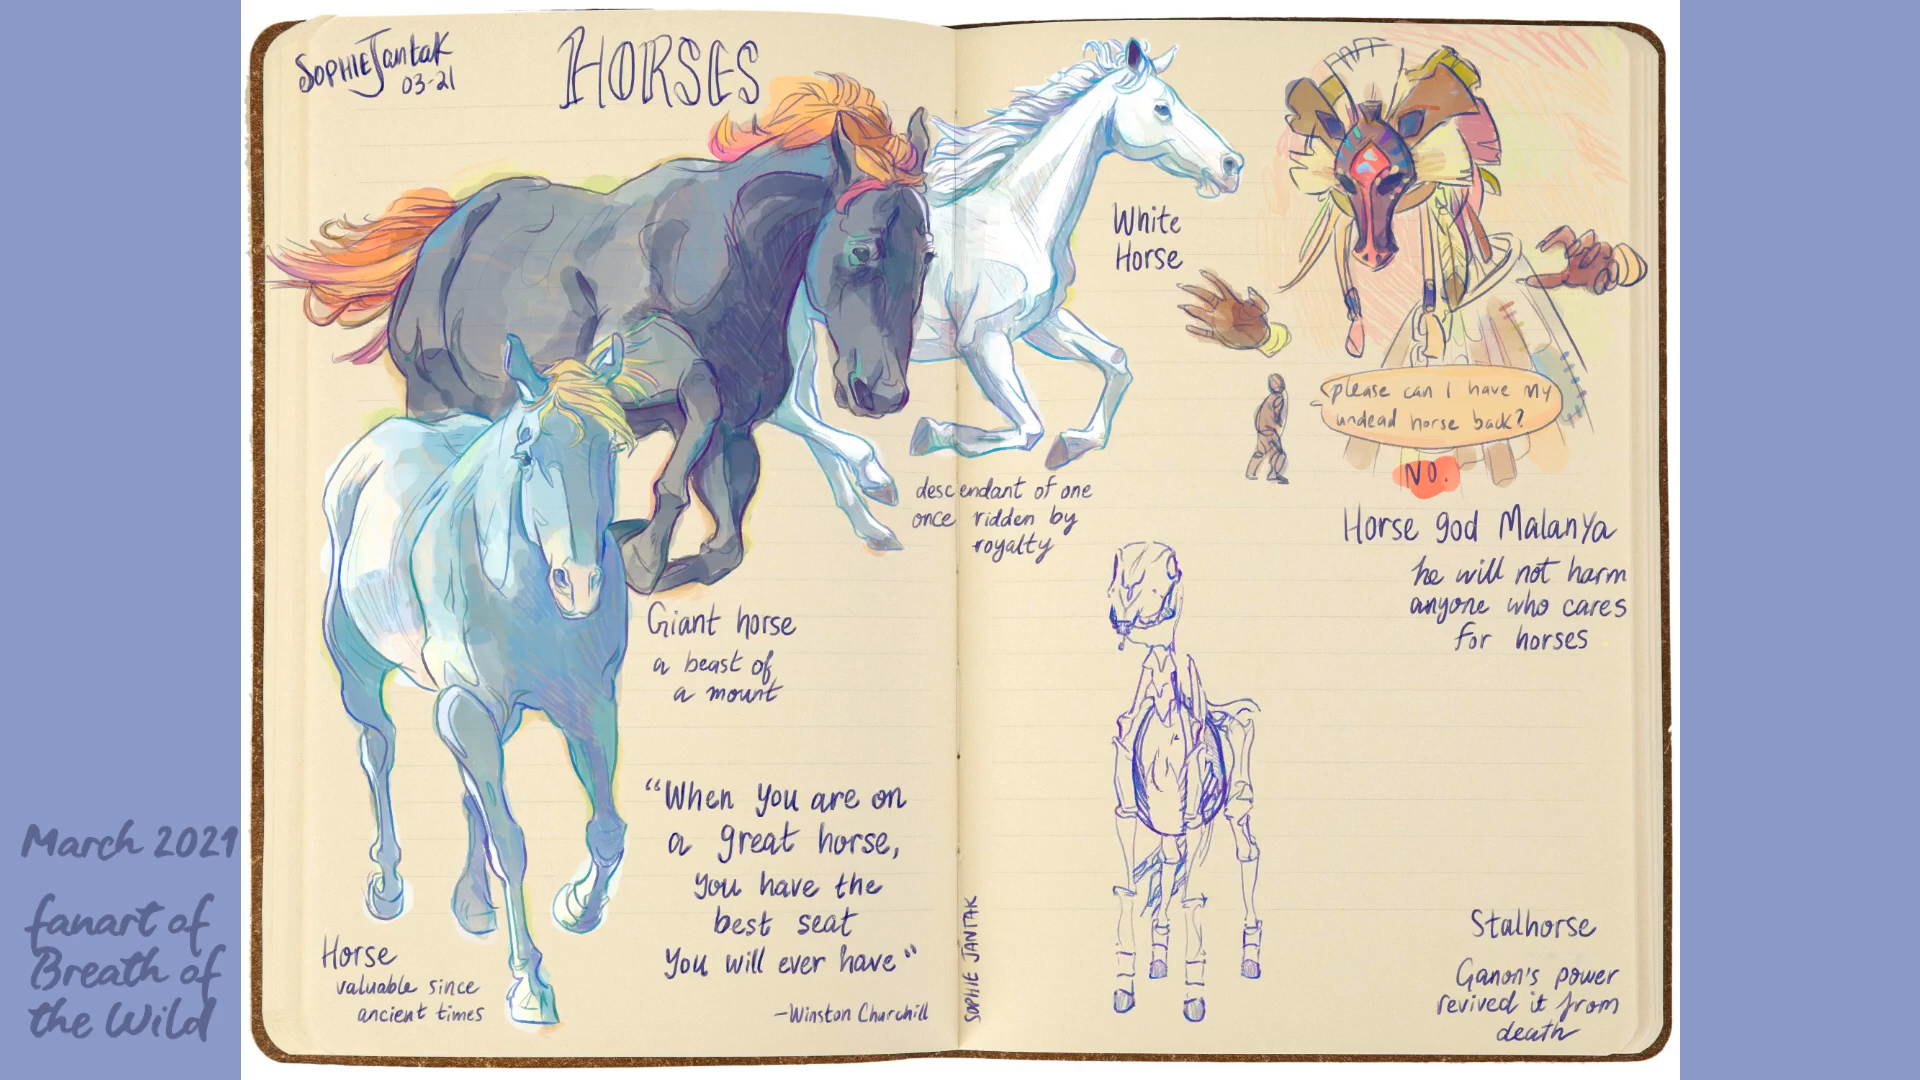 Sophie Jantak
03-21
HORSES
White
Horse
please can I have my
undead horse back?
NO.
descendant of one
once ridden by
royalty
Horse god Malanya
he will not harm
anyone who cares
for horses
Giant horse
a beast of
a mount
"When you are on
a great horse,
you have the
best seat
you will ever have"
-Winston Churchill
Horse
valuable since
ancient times
SOPHIE JANTAK
Stalhorse
Ganon's power
revived it from
death
March 2021
fanart of
Breath of
the Wild